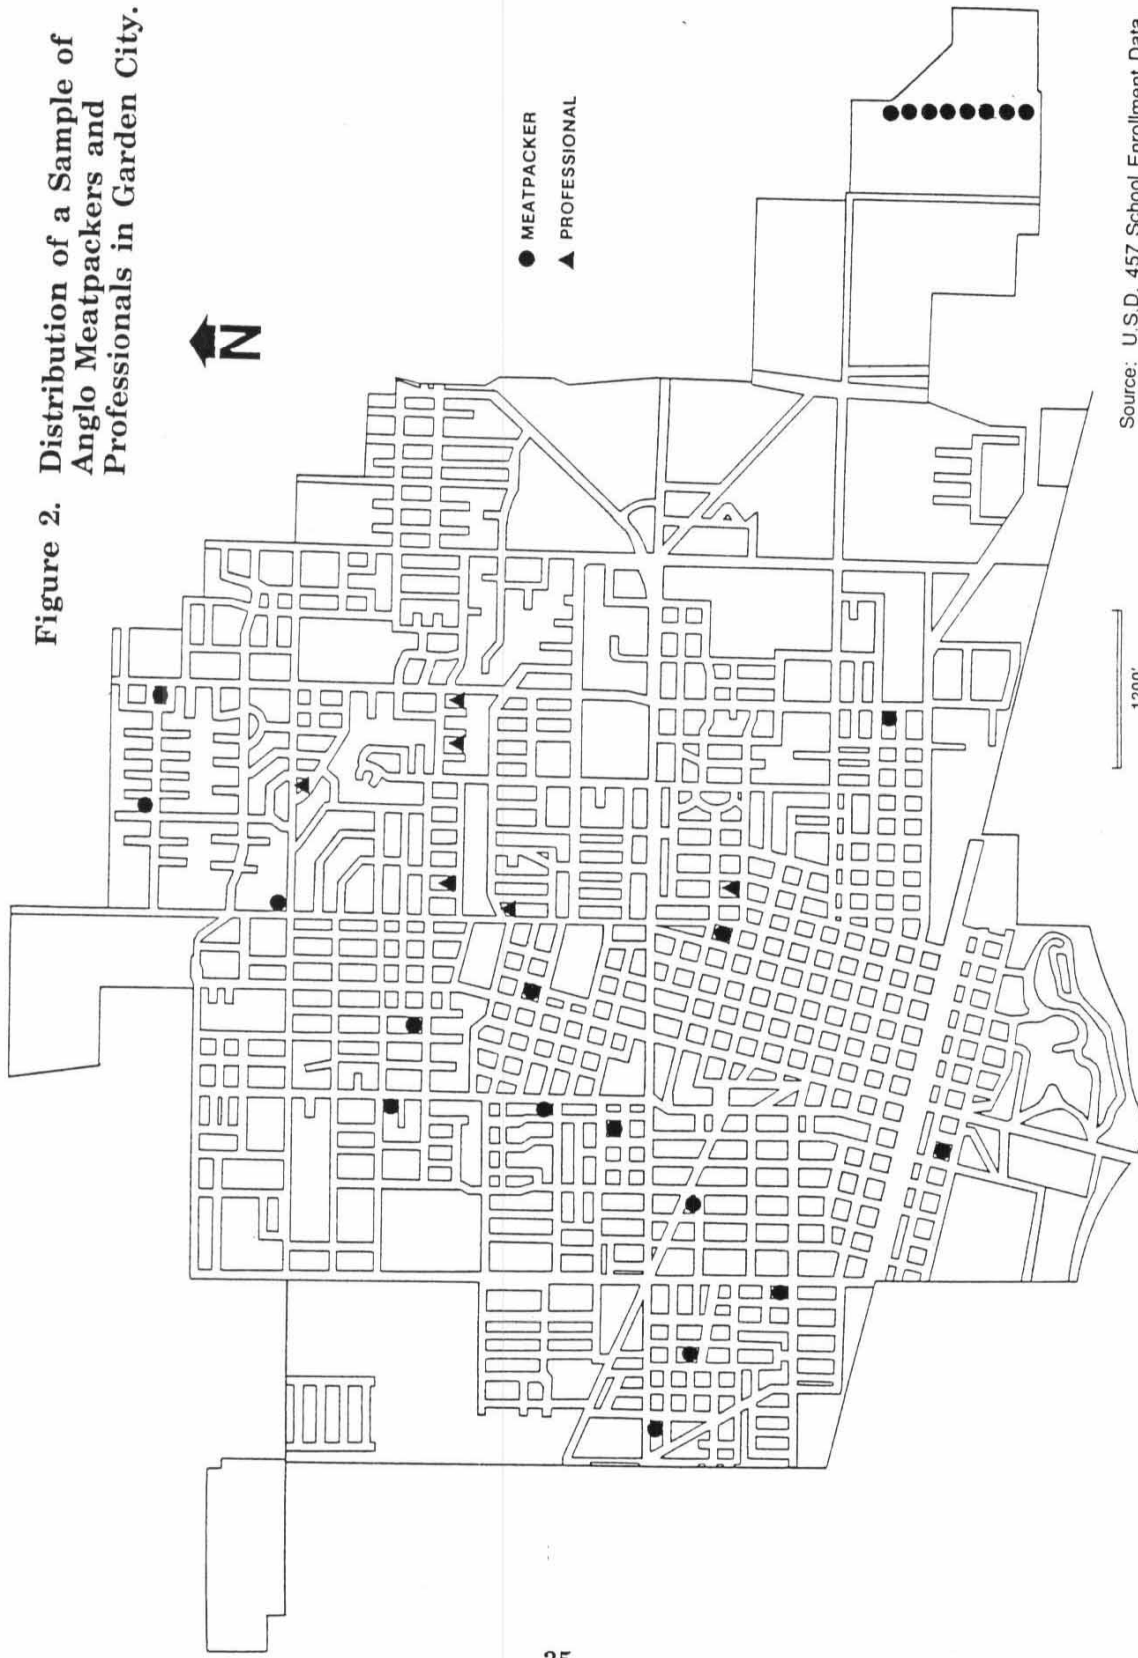 Figure 2. Distribution of a Sample of
Anglo Meatpackers and
Professionals in Garden City.
N
MEATPACKER
PROFESSIONAL
1200'
Source: U.S.D. 457 School Enrollment Data